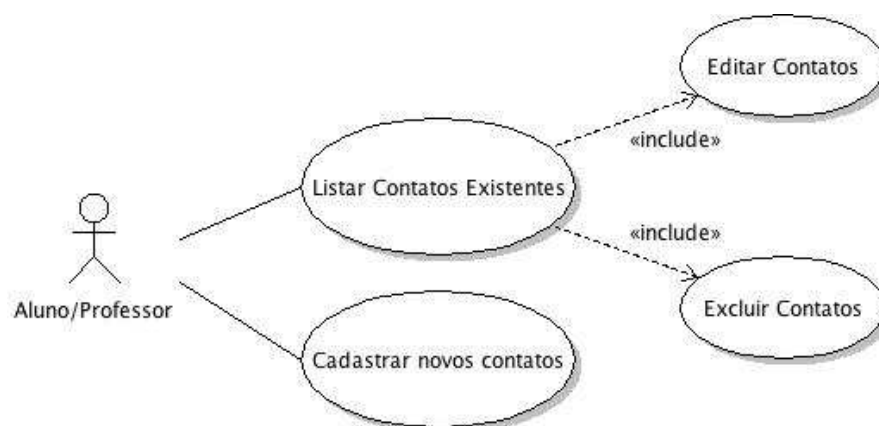 Editar Contatos
«include»
Listar Contatos Existentes
«include»
Aluno/Professor
Excluir Contatos
Cadastrar novos contatos